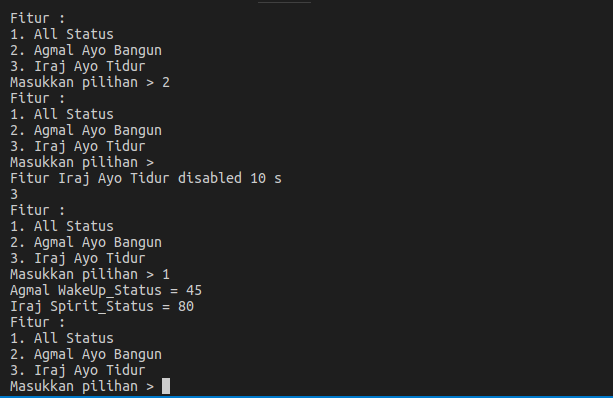 Fitur :
1. All Status
2. Agmal Ayo Bangun
3. Iraj Ayo Tidur
Masukkan pilihan > 2
Fitur :
1. All Status
2. Agmal Ayo Bangun
3. Iraj Ayo Tidur
Masukkan pilihan >
Fitur Iraj Ayo Tidur disabled 10 s
3
Fitur :
1. All Status
2. Agmal Ayo Bangun
3. Iraj Ayo Tidur
Masukkan pilihan > 1
Agmal WakeUp_Status = 45
Iraj Spirit_Status = 80
Fitur :
1. All Status
2. Agmal Ayo Bangun
3. Iraj Ayo Tidur
Masukkan pilihan >